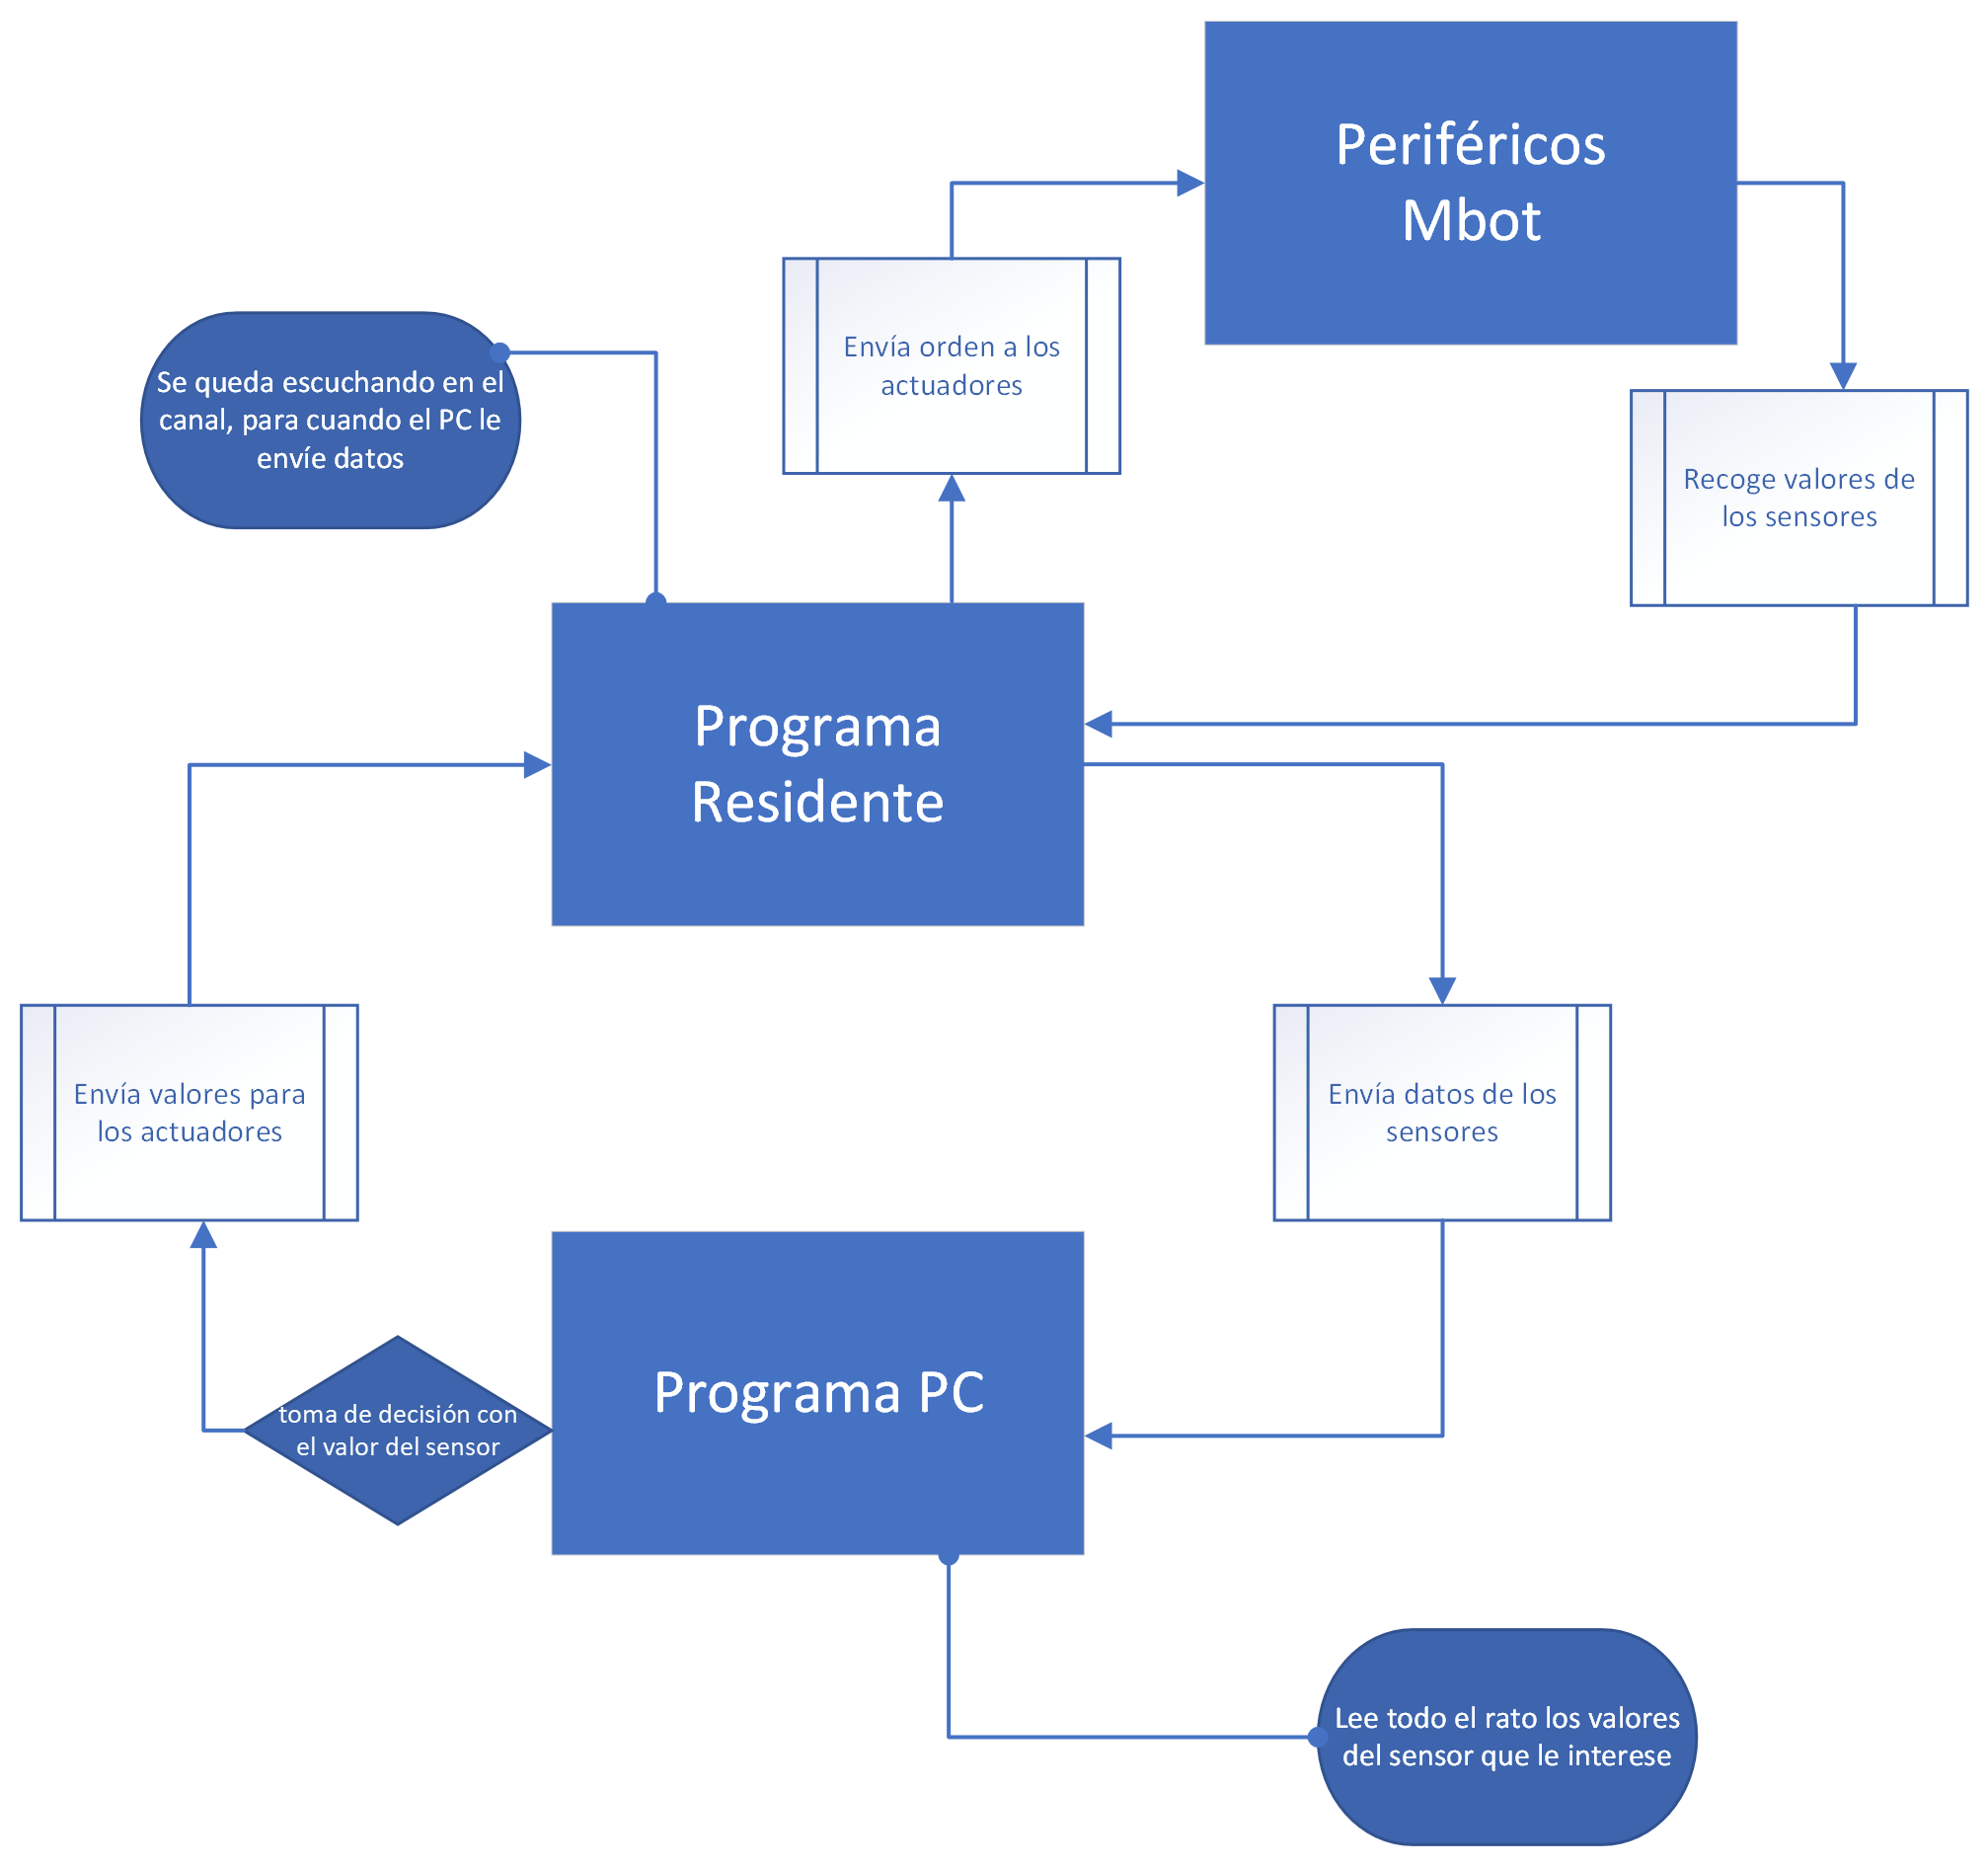 Periféricos
Mbot
Envía orden a los
actuadores
Se queda escuchando en el
canal, para cuando el PC le
envíe datos
Recoge valores de
los sensores
Programa
Residente
Envía valores para
los actuadores
Envía datos de los
sensores
Programa PC
toma de decisión con
el valor del sensor
Lee todo el rato los valores
del sensor que le interese